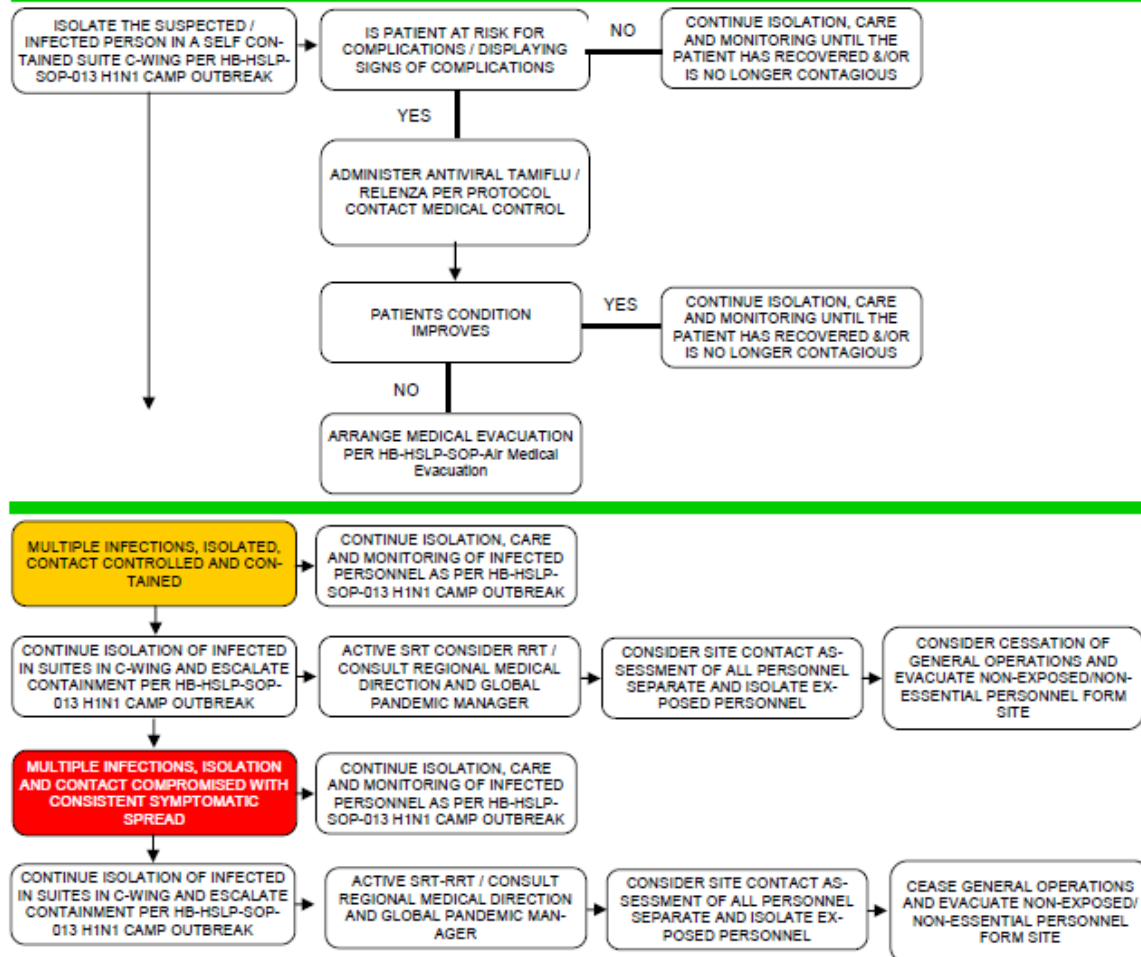 ISOLATE THE SUSPECTED /
INFECTED PERSON IN A SELF CON-
TAINED SUITE C-WING PER HB-HSLP-
SOP-013 H1N1 CAMP OUTBREAK
IS PATIENT AT RISK FOR
COMPLICATIONS / DISPLAYING
SIGNS OF COMPLICATIONS
NO
CONTINUE ISOLATION, CARE
AND MONITORING UNTIL THE
PATIENT HAS RECOVERED &/OR
IS NO LONGER CONTAGIOUS
YES
ADMINISTER ANTIVIRAL TAMIFLU /
RELENZA PER PROTOCOL
CONTACT MEDICAL CONTROL
PATIENTS CONDITION
IMPROVES
YES
CONTINUE ISOLATION, CARE
AND MONITORING UNTIL THE
PATIENT HAS RECOVERED &/OR
IS NO LONGER CONTAGIOUS
NO
ARRANGE MEDICAL EVACUATION
PER HB-HSLP-SOP-Air Medical
Evacuation
MULTIPLE INFECTIONS, ISOLATED,
CONTACT CONTROLLED AND CON-
TAINED
CONTINUE ISOLATION, CARE
AND MONITORING OF INFECTED
PERSONNEL AS PER HB-HSLP-
SOP-013 H1N1 CAMP OUTBREAK
CONTINUE ISOLATION OF INFECTED
IN SUITES IN C-WING AND ESCALATE
CONTAINMENT PER HB-HSLP-SOP-
013 H1N1 CAMP OUTBREAK
ACTIVE SRT CONSIDER RRT /
CONSULT REGIONAL MEDICAL
DIRECTION AND GLOBAL
PANDEMIC MANAGER
CONSIDER SITE CONTACT AS-
SESSMENT OF ALL PERSONNEL
SEPARATE AND ISOLATE EX-
POSED PERSONNEL
CONSIDER CESSATION OF
GENERAL OPERATIONS AND
EVACUATE NON-EXPOSED/NON-
ESSENTIAL PERSONNEL FORM
SITE
MULTIPLE INFECTIONS, ISOLATION
AND CONTACT COMPROMISED WITH
CONSISTENT SYMPTOMATIC
SPREAD
CONTINUE ISOLATION, CARE
AND MONITORING OF INFECTED
PERSONNEL AS PER HB-HSLP-
SOP-013 H1N1 CAMP OUTBREAK
CONTINUE ISOLATION OF INFECTED
IN SUITES IN C-WING AND ESCALATE
CONTAINMENT PER HB-HSLP-SOP-
013 H1N1 CAMP OUTBREAK
ACTIVE SRT-RRT / CONSULT
REGIONAL MEDICAL DIRECTION
AND GLOBAL PANDEMIC MAN-
AGER
CONSIDER SITE CONTACT AS-
SESSMENT OF ALL PERSONNEL
SEPARATE AND ISOLATE EX-
POSED PERSONNEL
CEASE GENERAL OPERATIONS
AND EVACUATE NON-EXPOSED/
NON-ESSENTIAL PERSONNEL
FORM SITE